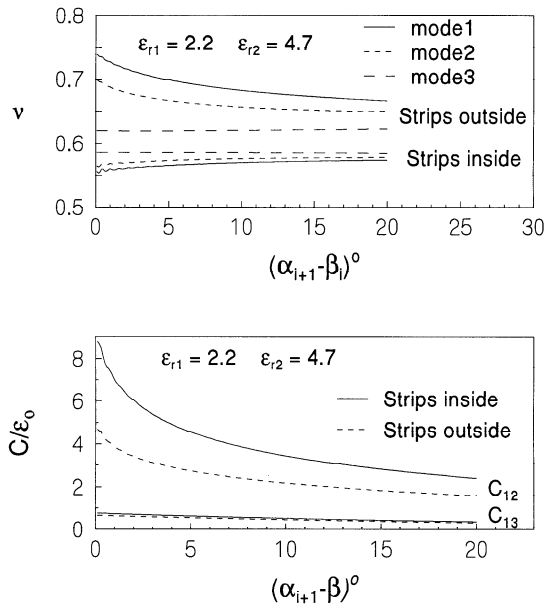 ε_r1 = 2.2 ε_r2 = 4.7
mode1
mode2
mode3
0.8
0.7
ν
0.6
0.5
Strips outside
Strips inside
0 5 10 15 20 25 30
(α_i+1-β_i)^o
ε_r1 = 2.2 ε_r2 = 4.7
Strips inside
Strips outside
8
6
C/ε_o
4
2
0
C_12
C_13
0 5 10 15 20
(α_i+1-β_i)^o